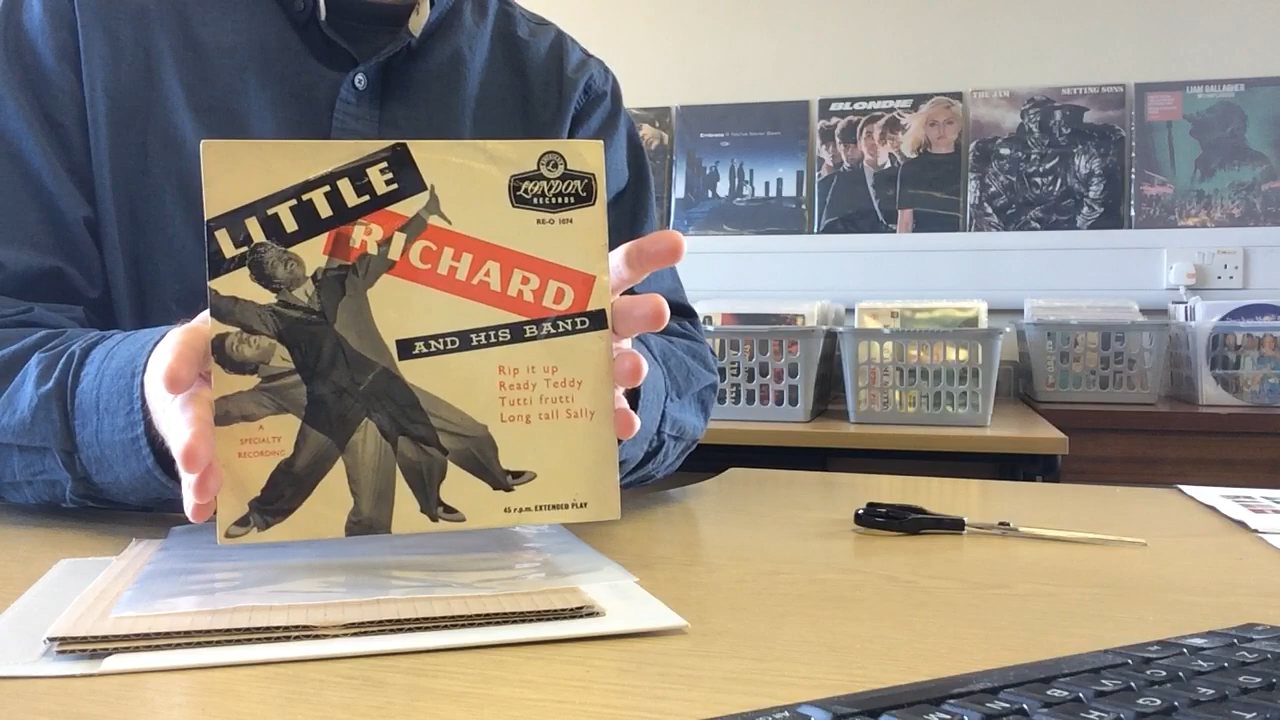 LITTLE
RICHARD
AND HIS BAND
LONDON
RECORDS
RE-O 1074
Rip it up
Ready Teddy
Tutti frutti
Long tall Sally
A
SPECIALTY
RECORDING
45 r.p.m. EXTENDED PLAY
Embrace
BLONDIE
THE JAM SETTING SONS
LIAM GALLAGHER